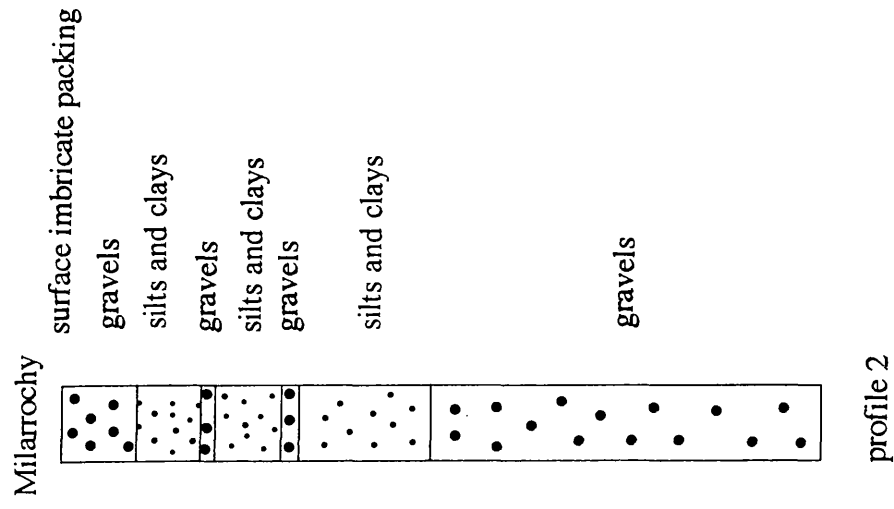 Milarrochy
surface imbricate packing
gravels
silts and clays
gravels
silts and clays
gravels
silts and clays
gravels
profile 2